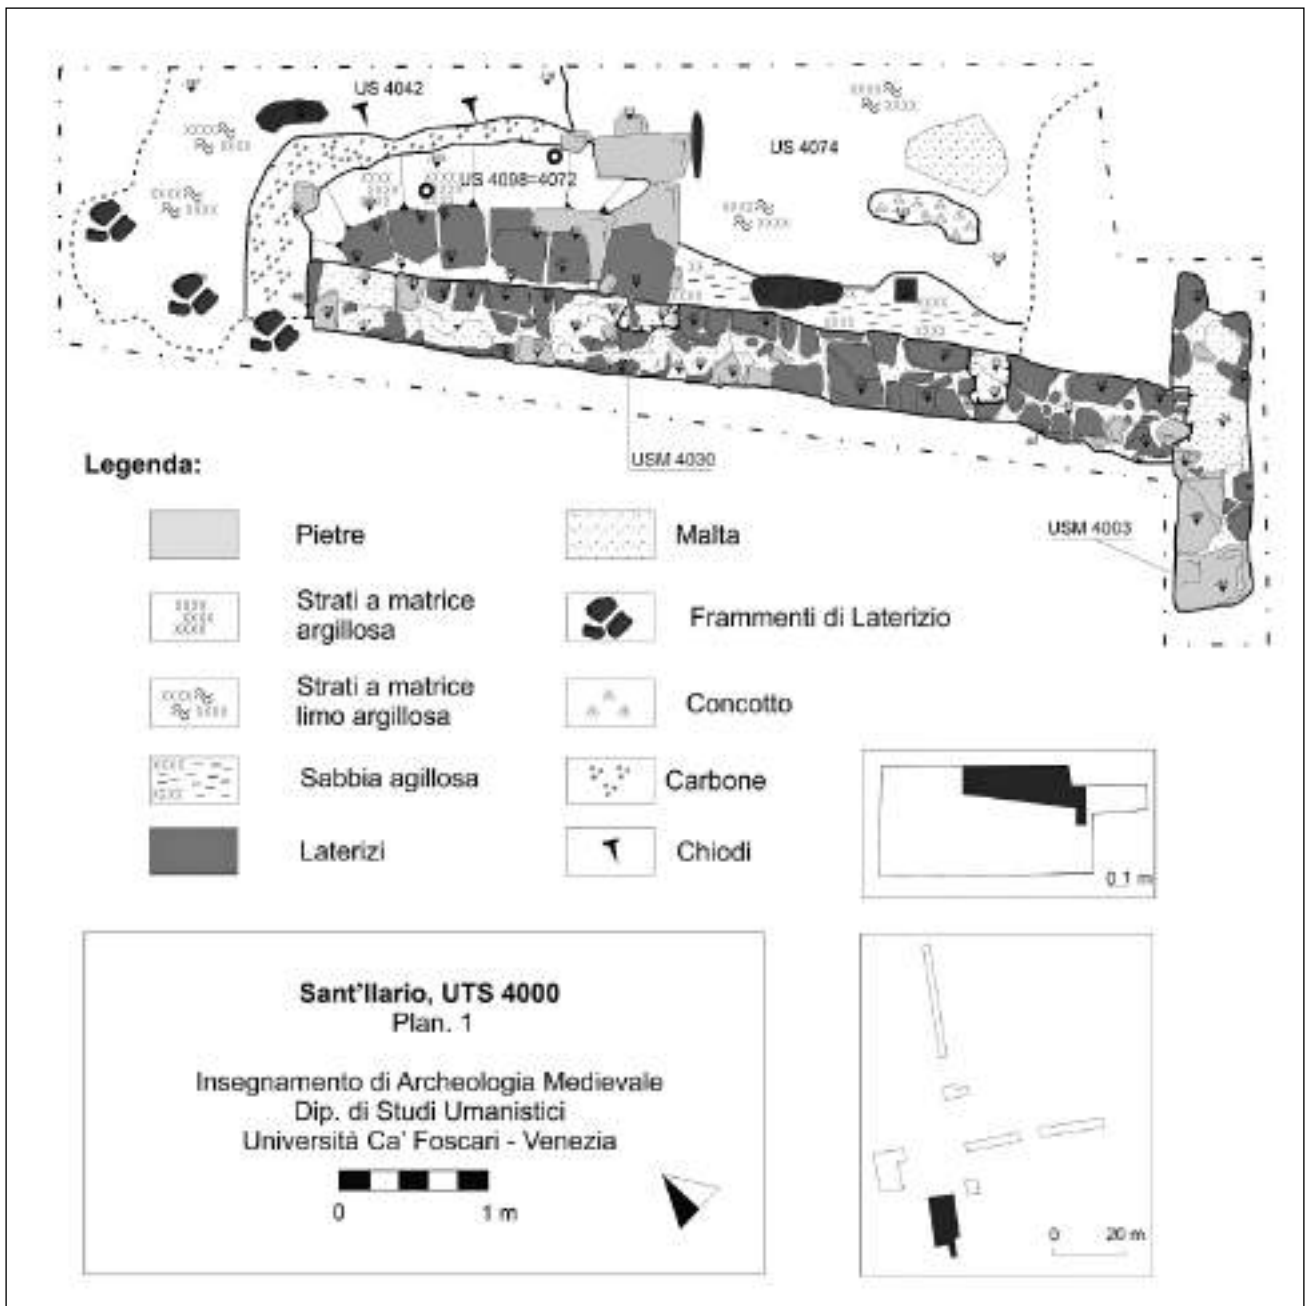 US 4042
US 4074
US 4098=4072
USM 4030
USM 4003
Legenda:
Pietre
Malta
Strati a matrice
argillosa
Frammenti di Laterizio
Strati a matrice
limo argillosa
Concotto
Sabbia agillosa
Carbone
Laterizi
Chiodi
0 1 m
Sant'Ilario, UTS 4000
Plan. 1
Insegnamento di Archeologia Medievale
Dip. di Studi Umanistici
Università Ca' Foscari - Venezia
0 1 m
0 20 m